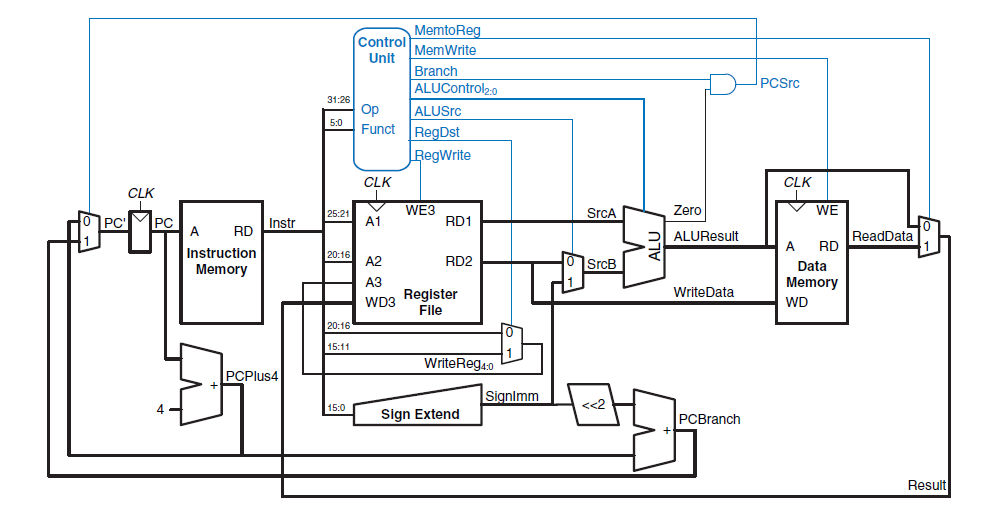 MemtoReg
Control
Unit
MemWrite
Branch
PCSrc
ALUControl2:0
31:26
Op
ALUSrc
5:0
Funct
RegDst
RegWrite
CLK
CLK
CLK
25:21
A1
WE3
RD1
SrcA
Zero
WE
0
PC'
PC
A
RD
Instr
0
1
Instruction
Memory
20:16
A2
RD2
0
SrcB
ALU
ALUResult
A
RD
ReadData
1
A3
1
Data
Memory
WD3
Register
File
WriteData
WD
20:16
0
15:11
1
WriteReg4:0
PCPlus4
+
4
15:0
Sign Extend
SignImm
<<2
PCBranch
+
Result